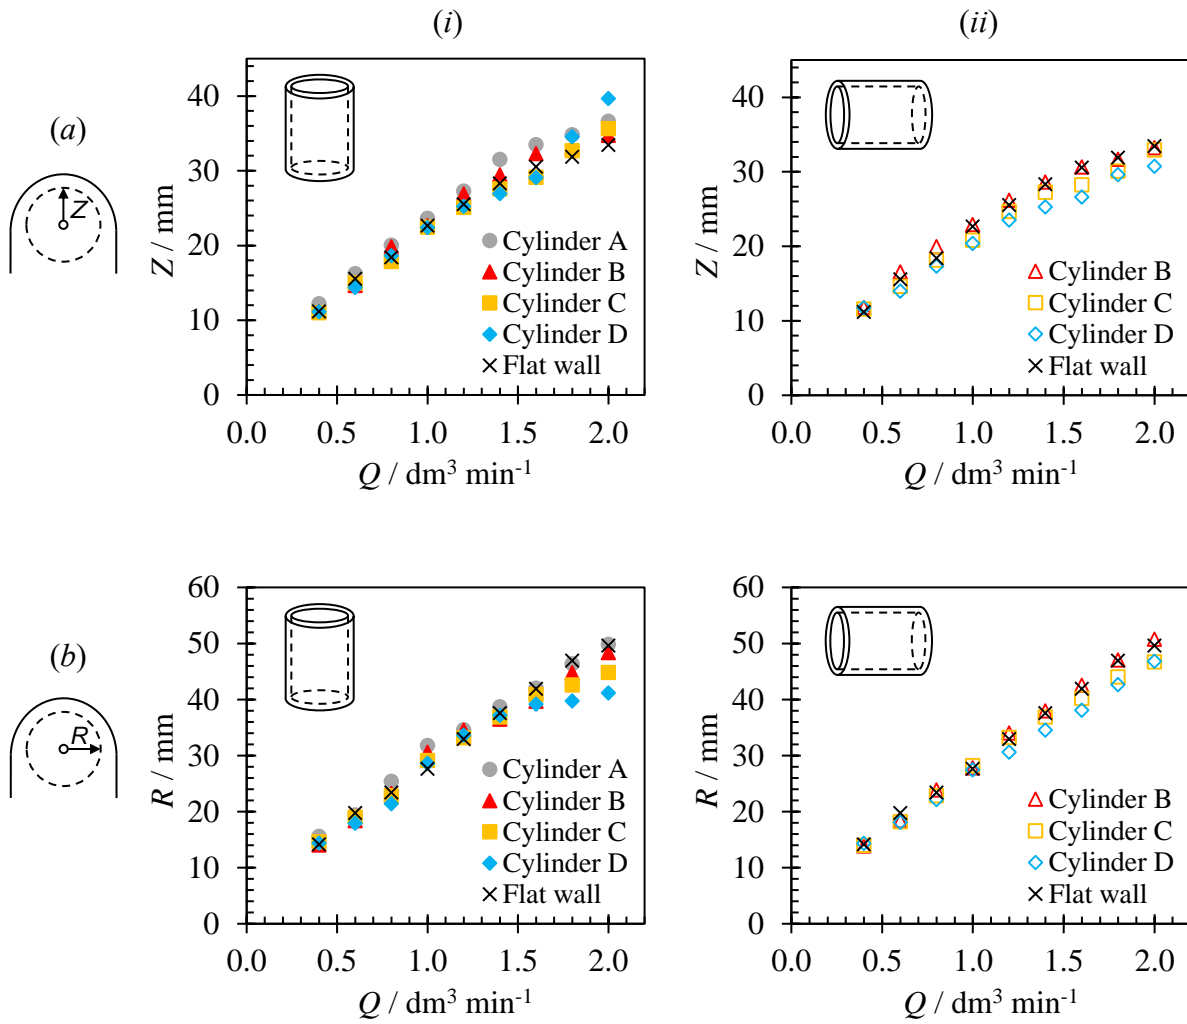 (i)
(ii)
(a)
Z
Z / mm
40
30
20
10
0
0.0 0.5 1.0 1.5 2.0
Q / dm³ min⁻¹
Cylinder A
Cylinder B
Cylinder C
Cylinder D
Flat wall
Z / mm
40
30
20
10
0
0.0 0.5 1.0 1.5 2.0
Q / dm³ min⁻¹
Cylinder B
Cylinder C
Cylinder D
Flat wall
(b)
R
R / mm
60
50
40
30
20
10
0
0.0 0.5 1.0 1.5 2.0
Q / dm³ min⁻¹
Cylinder A
Cylinder B
Cylinder C
Cylinder D
Flat wall
R / mm
60
50
40
30
20
10
0
0.0 0.5 1.0 1.5 2.0
Q / dm³ min⁻¹
Cylinder B
Cylinder C
Cylinder D
Flat wall